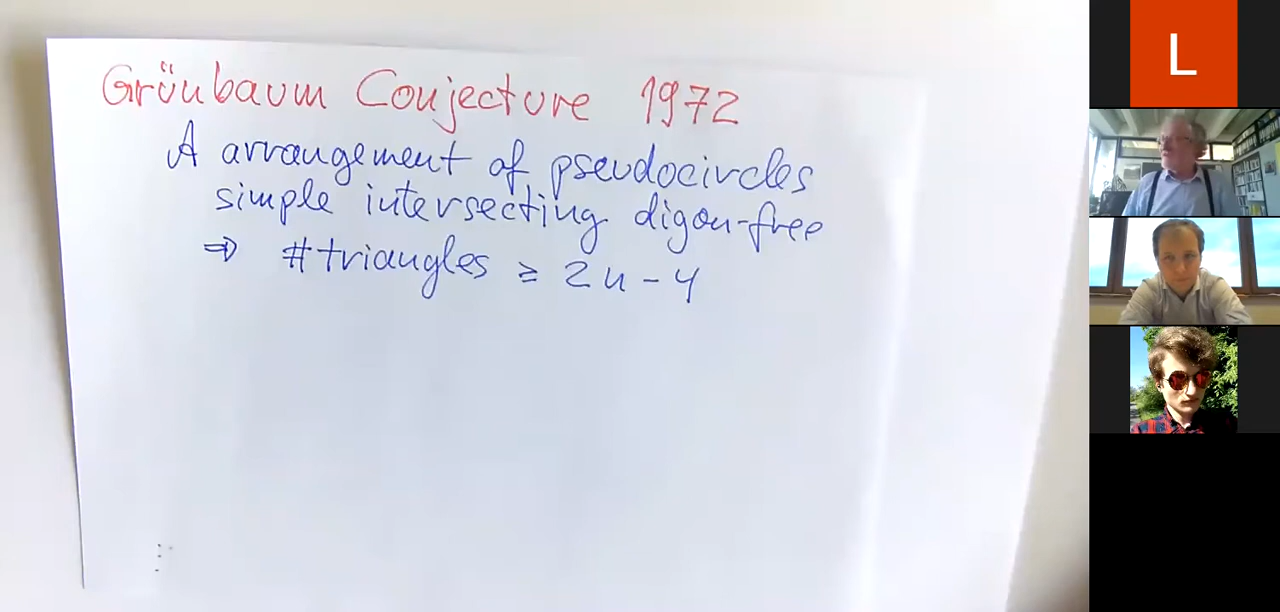 Grünbaum Conjecture 1972
A arrangement of pseudocircles
simple intersecting digon-free
⇒ #triangles ≥ 2n - 4
L